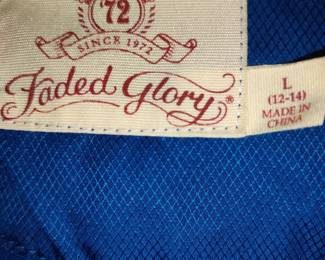 '72
SINCE 1972
Faded Glory®
L
(12-14)
MADE IN
CHINA